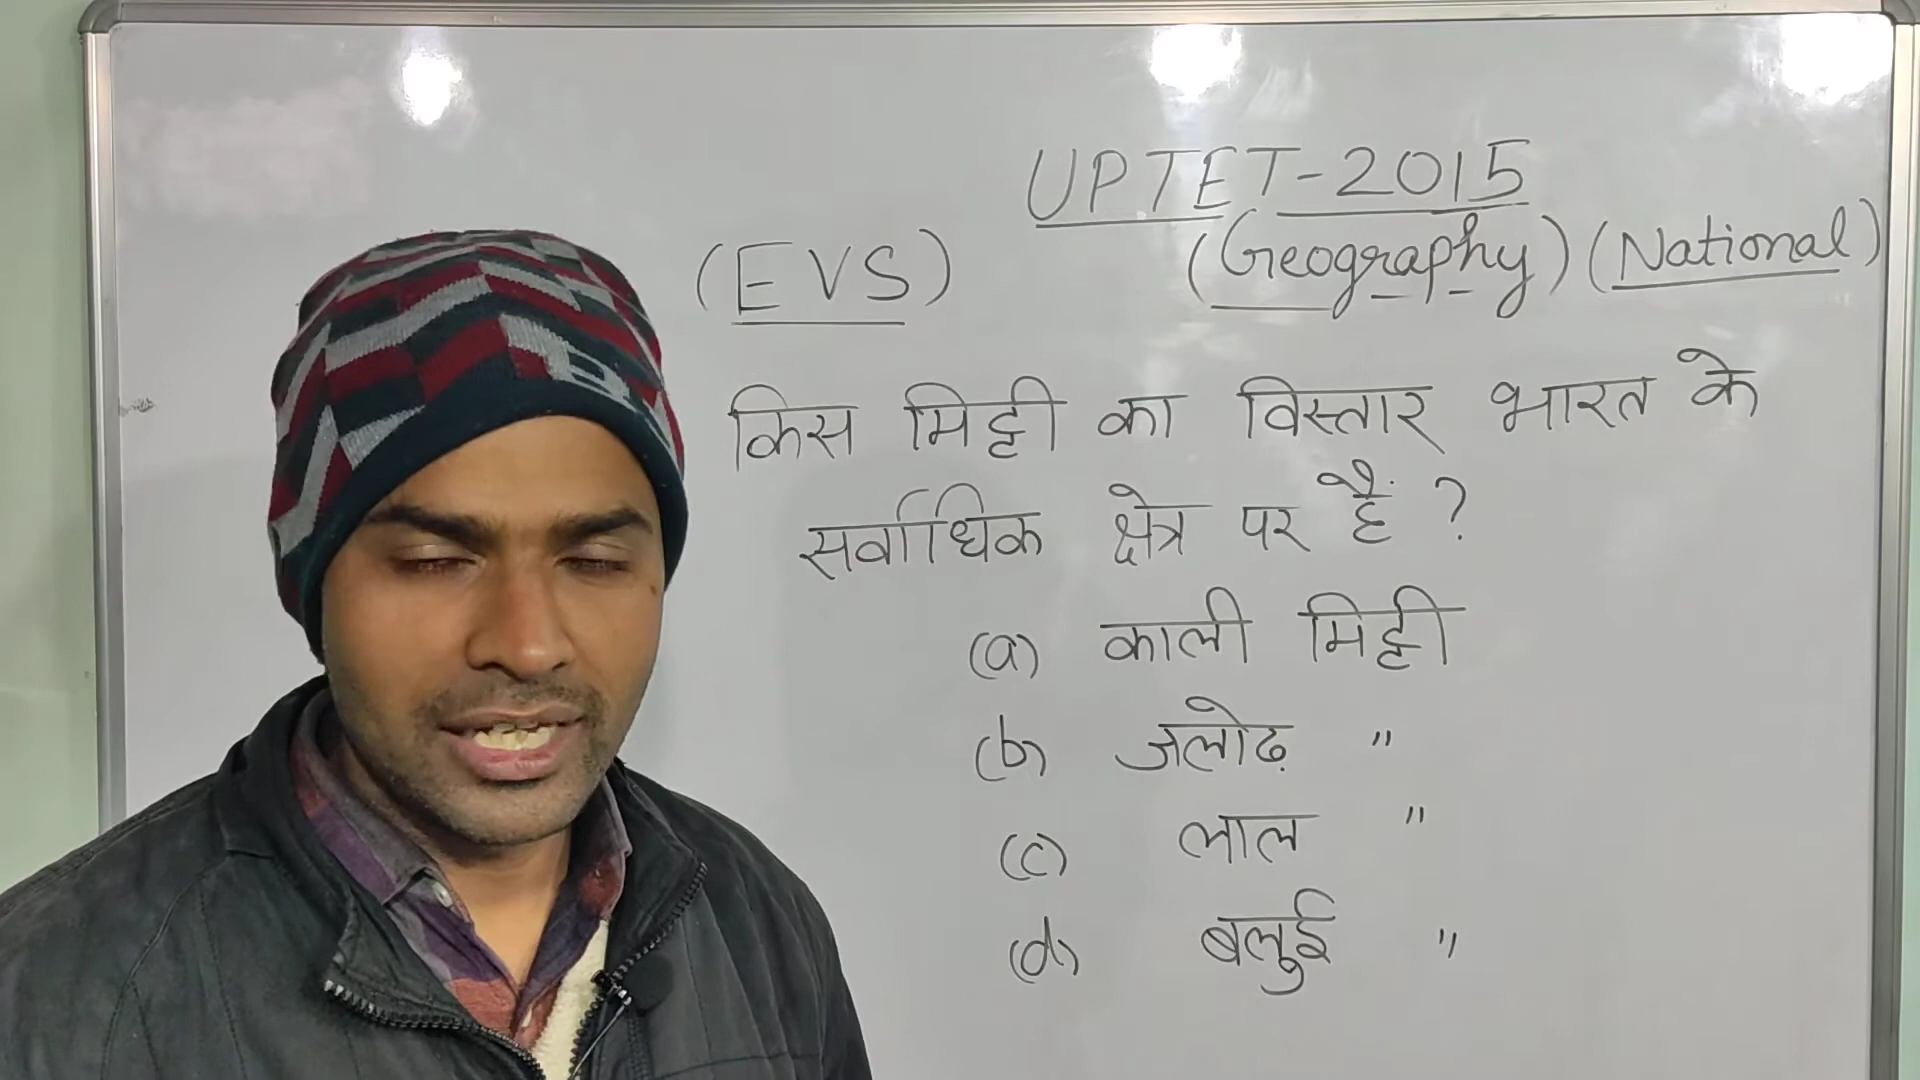 UPTET-2015
(EVS) (Geography) (National)
किस मिट्टी का विस्तार भारत के
सर्वाधिक क्षेत्र पर हैं ?
(a) काली मिट्टी
(b) जलोढ़ "
(c) लाल "
(d) बलुई "